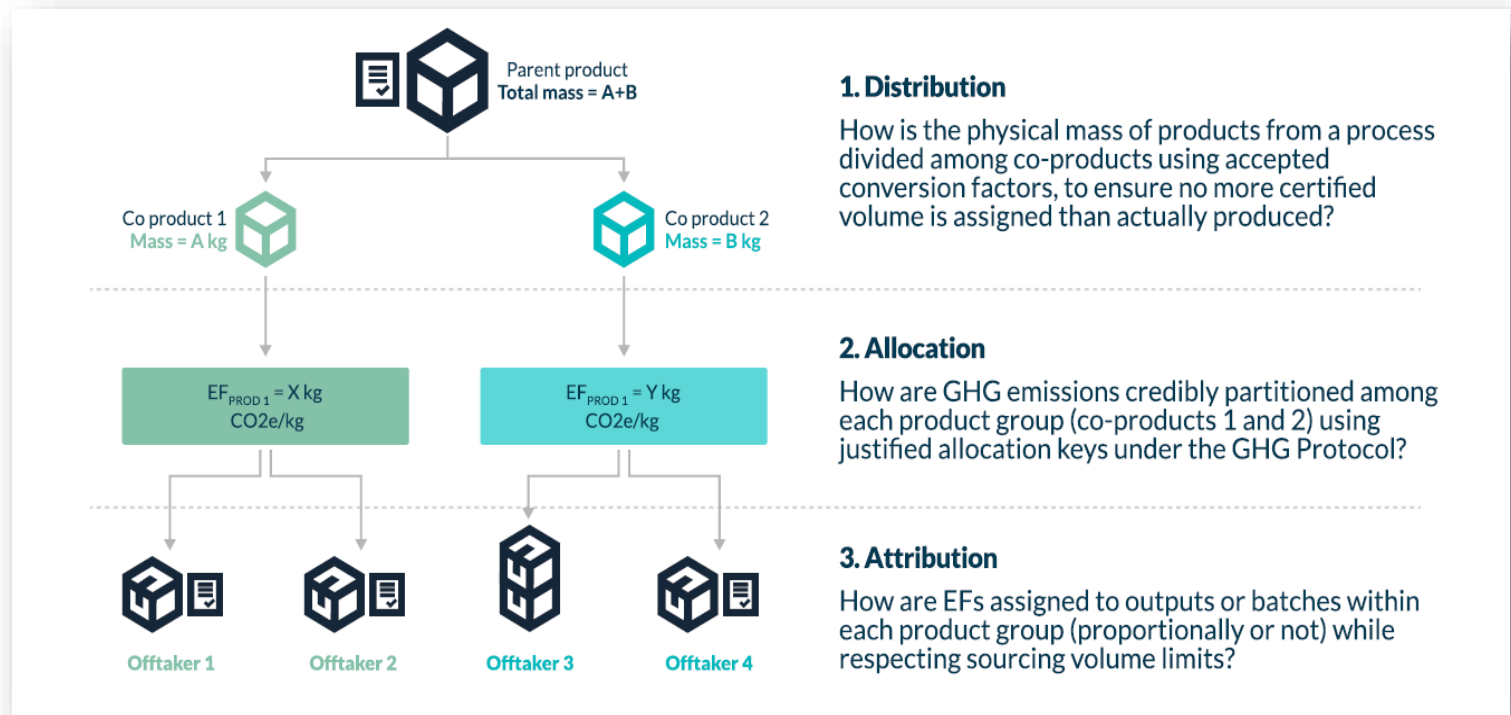 Parent product
Total mass = A+B
Co product 1
Mass = A kg
Co product 2
Mass = B kg
1. Distribution
How is the physical mass of products from a process
divided among co-products using accepted
conversion factors, to ensure no more certified
volume is assigned than actually produced?
EF PROD 1 = X kg
CO2e/kg
EF PROD 1 = Y kg
CO2e/kg
2. Allocation
How are GHG emissions credibly partitioned among
each product group (co-products 1 and 2) using
justified allocation keys under the GHG Protocol?
Offtaker 1
Offtaker 2
Offtaker 3
Offtaker 4
3. Attribution
How are EFs assigned to outputs or batches within
each product group (proportionally or not) while
respecting sourcing volume limits?